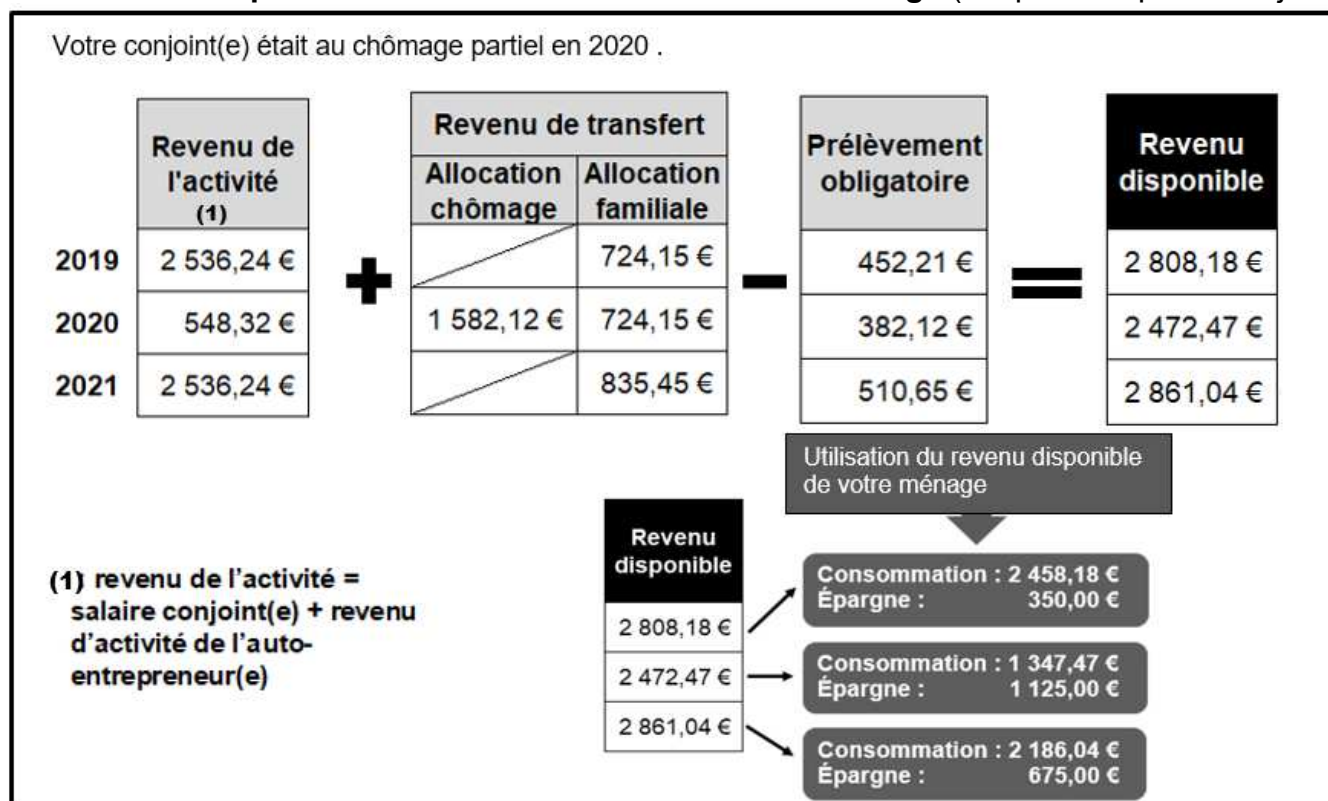 Votre conjoint(e) était au chômage partiel en 2020 .
Revenu de
l'activité
(1)
Revenu de transfert
Allocation
chômage
Allocation
familiale
Prélèvement
obligatoire
Revenu
disponible
2019 2 536,24 € 724,15 € 452,21 € 2 808,18 €
+ - =
2020 548,32 € 1 582,12 € 724,15 € 382,12 € 2 472,47 €
2021 2 536,24 € 835,45 € 510,65 € 2 861,04 €
Utilisation du revenu disponible
de votre ménage
Revenu
disponible
2 808,18 €
2 472,47 €
2 861,04 €
Consommation : 2 458,18 €
Épargne : 350,00 €
Consommation : 1 347,47 €
Épargne : 1 125,00 €
Consommation : 2 186,04 €
Épargne : 675,00 €
(1) revenu de l'activité =
salaire conjoint(e) + revenu
d'activité de l'auto-
entrepreneur(e)